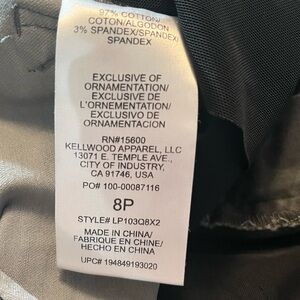 97% COTTON/
COTTON/ALGODON
3% SPANDEX/SPANDEX/
SPANDEX
EXCLUSIVE OF
ORNAMENTATION/
EXCLUSIVE DE
L'ORNEMENTATION/
EXCLUSIVO DE
ORNAMENTACION
RN#15600
KELLWOOD APPAREL, LLC
13071 E. TEMPLE AVE.,
CITY OF INDUSTRY,
CA 91746, USA
PO# 100-00087116
8P
STYLE# LP103Q8X2
MADE IN CHINA/
FABRIQUE EN CHINE/
HECHO EN CHINA
UPC# 194849193020